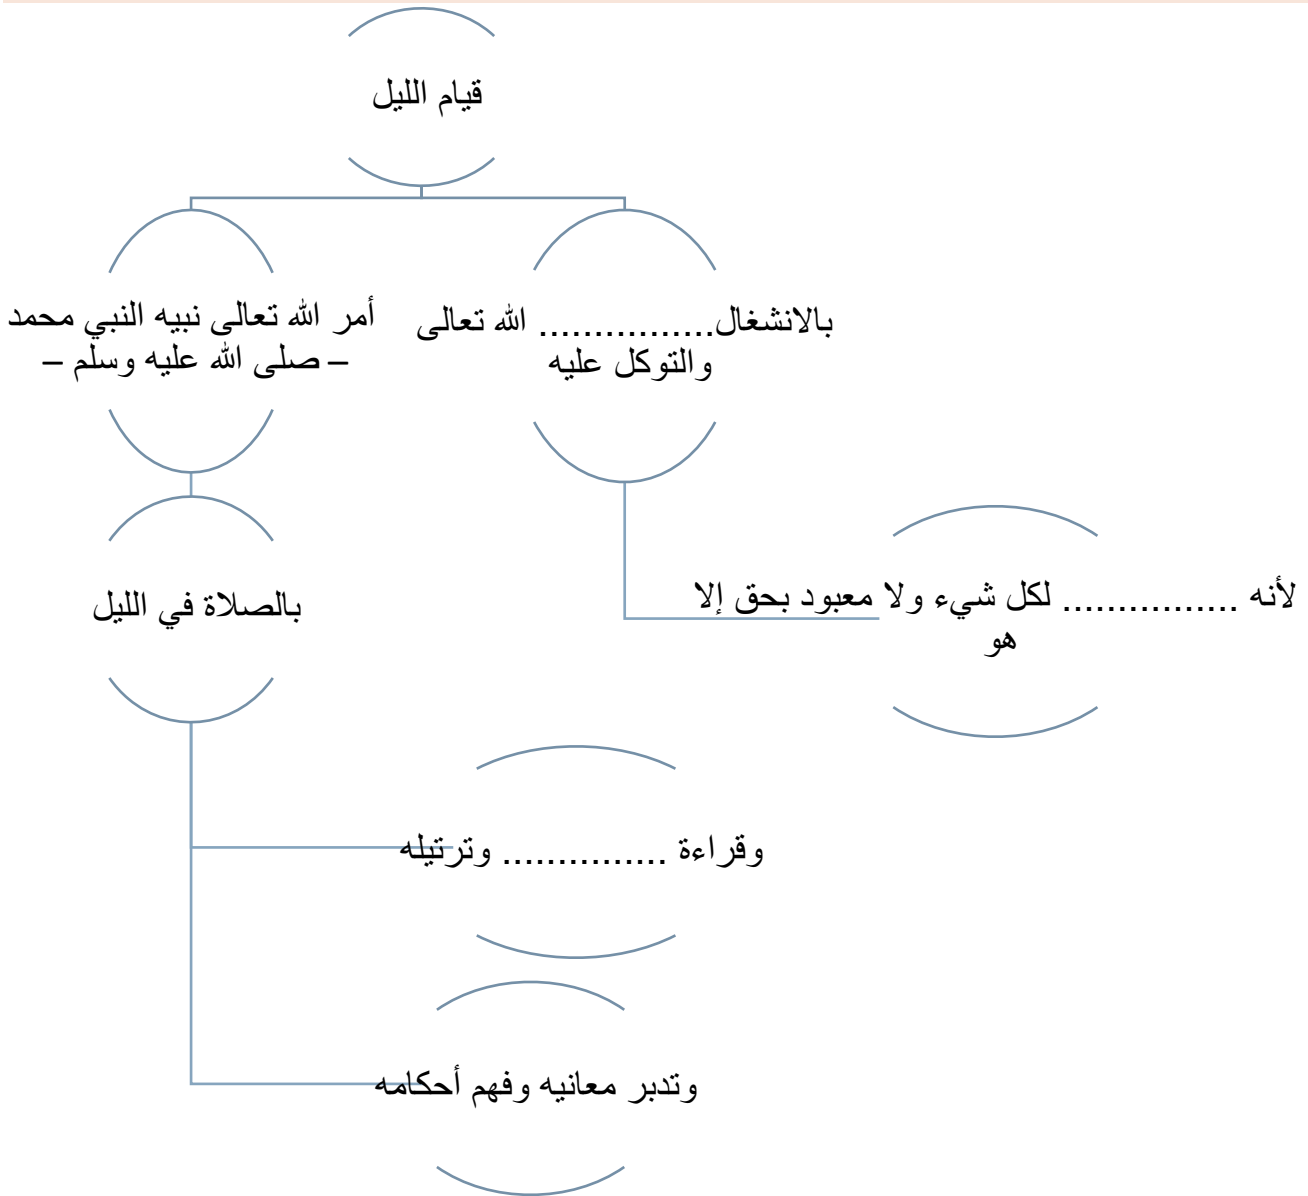 قيام الليل
بالانشغال................ الله تعالى
والتوكل عليه
أمر الله تعالى نبيه النبي محمد
– صلى الله عليه وسلم –
لأنه ................ لكل شيء ولا معبود بحق إلا
هو
بالصلاة في الليل
وقراءة ............... وترتيله
وتدبر معانيه وفهم أحكامه